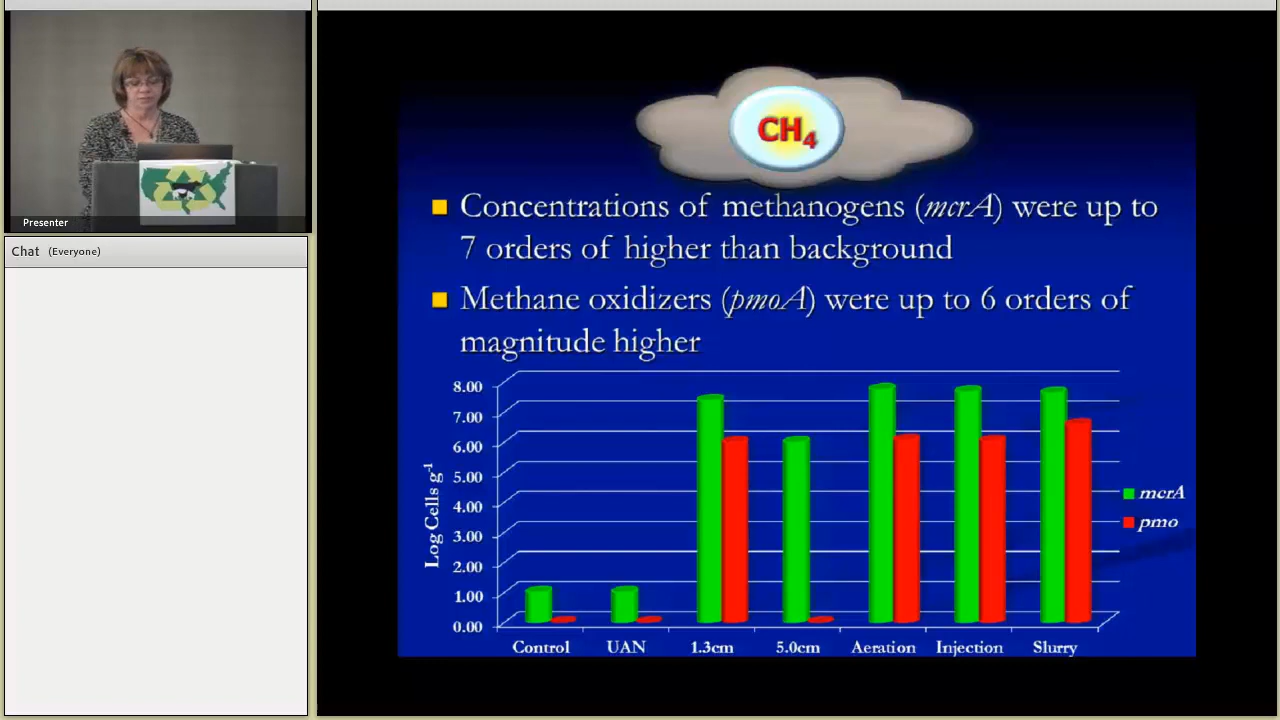 Presenter
Chat (Everyone)
CH4
Concentrations of methanogens (mcrA) were up to
7 orders of higher than background
Methane oxidizers (pmoA) were up to 6 orders of
magnitude higher
Log Cells g-1
8.00
7.00
6.00
5.00
4.00
3.00
2.00
1.00
0.00
Control UAN 1.3cm 5.0cm Aeration Injection Slurry
mcrA
pmo